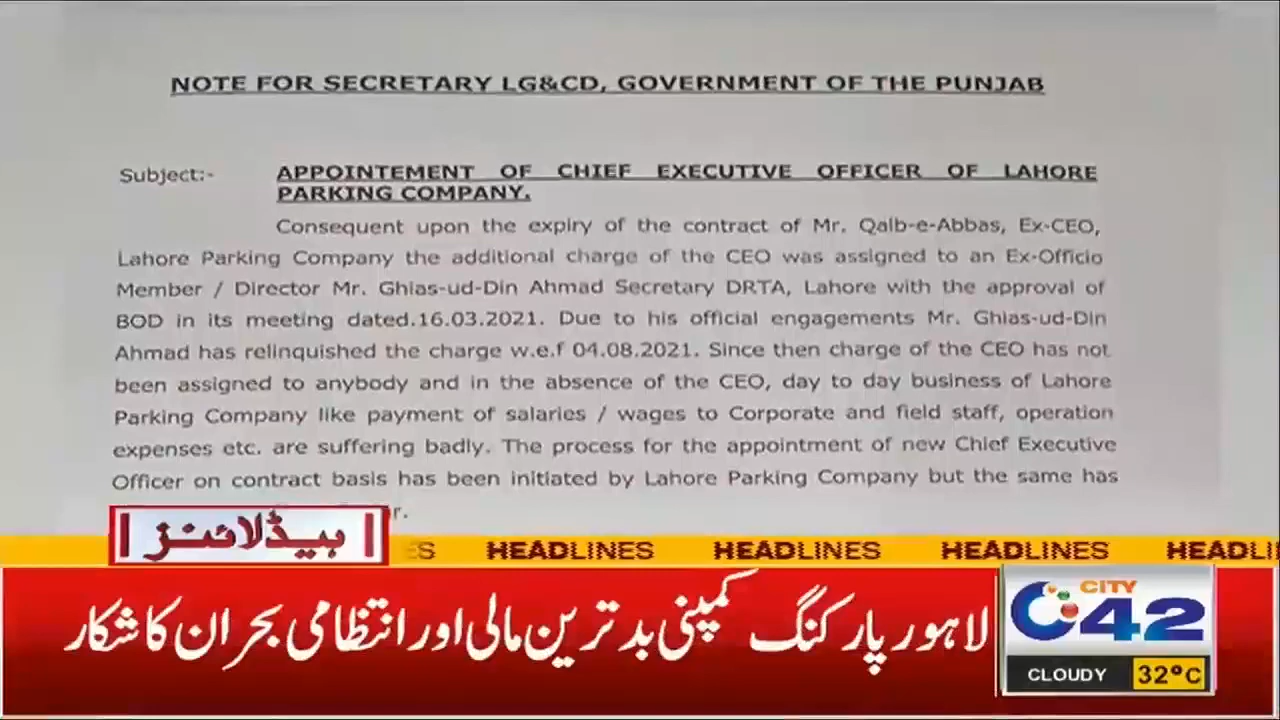 NOTE FOR SECRETARY LG&CD, GOVERNMENT OF THE PUNJAB
Subject:- APPOINTEMENT OF CHIEF EXECUTIVE OFFICER OF LAHORE
PARKING COMPANY.
Consequent upon the expiry of the contract of Mr. Qalb-e-Abbas, Ex-CEO,
Lahore Parking Company the additional charge of the CEO was assigned to an Ex-Officio
Member / Director Mr. Ghias-ud-Din Ahmad Secretary DRTA, Lahore with the approval of
BOD in its meeting dated.16.03.2021. Due to his official engagements Mr. Ghias-ud-Din
Ahmad has relinquished the charge w.e.f 04.08.2021. Since then charge of the CEO has not
been assigned to anybody and in the absence of the CEO, day to day business of Lahore
Parking Company like payment of salaries / wages to Corporate and field staff, operation
expenses etc. are suffering badly. The process for the appointment of new Chief Executive
Officer on contract basis has been initiated by Lahore Parking Company but the same has
ہیڈلائنز
HEADLINES HEADLINES HEADLINES
لاہور پارکنگ کمپنی بدترین مالی اور انتظامی بحران کا شکار
CITY
42
CLOUDY 32°C